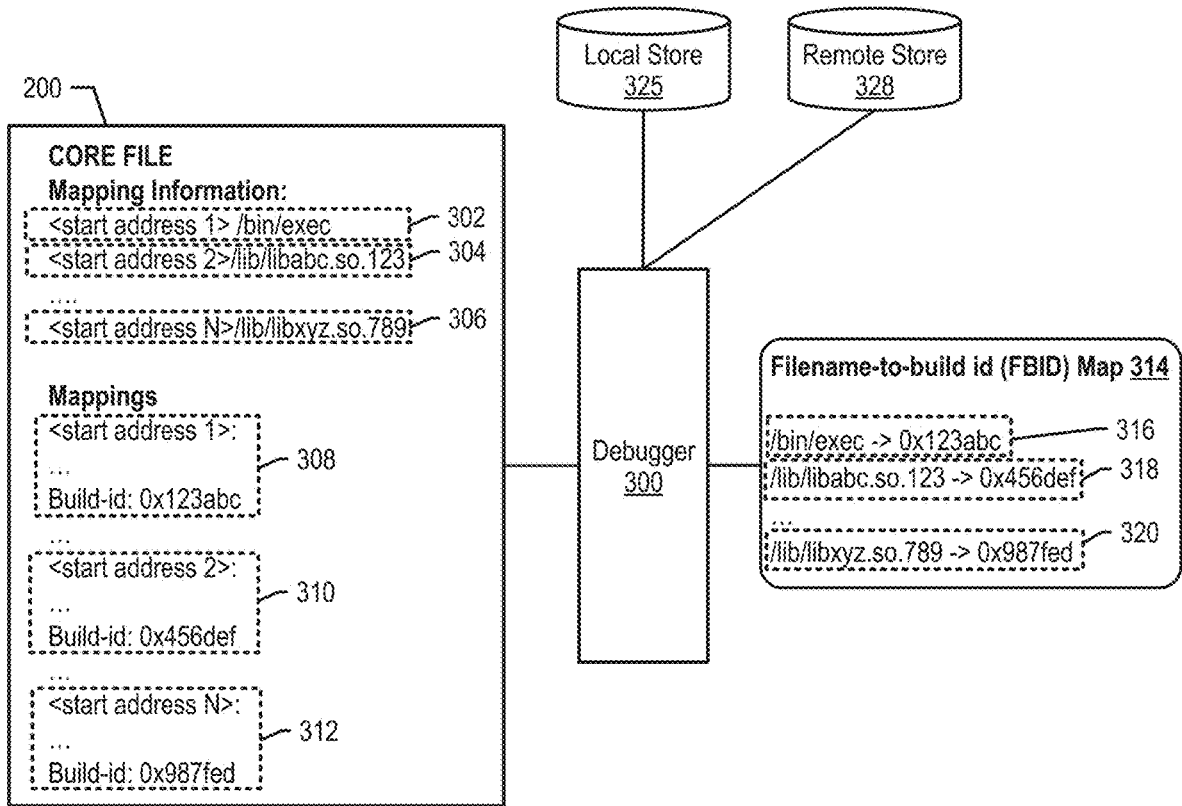 Local Store
325
Remote Store
328
200
CORE FILE
Mapping Information:
<start address 1> /bin/exec
302
<start address 2>/lib/libabc.so.123
304
....
<start address N>/lib/libxyz.so.789
306
Mappings
<start address 1>:
...
Build-id: 0x123abc
308
...
<start address 2>:
...
Build-id: 0x456def
310
...
<start address N>:
...
Build-id: 0x987fed
312
Debugger
300
Filename-to-build id (FBID) Map 314
/bin/exec -> 0x123abc
316
/lib/libabc.so.123 -> 0x456def
318
...
/lib/libxyz.so.789 -> 0x987fed
320